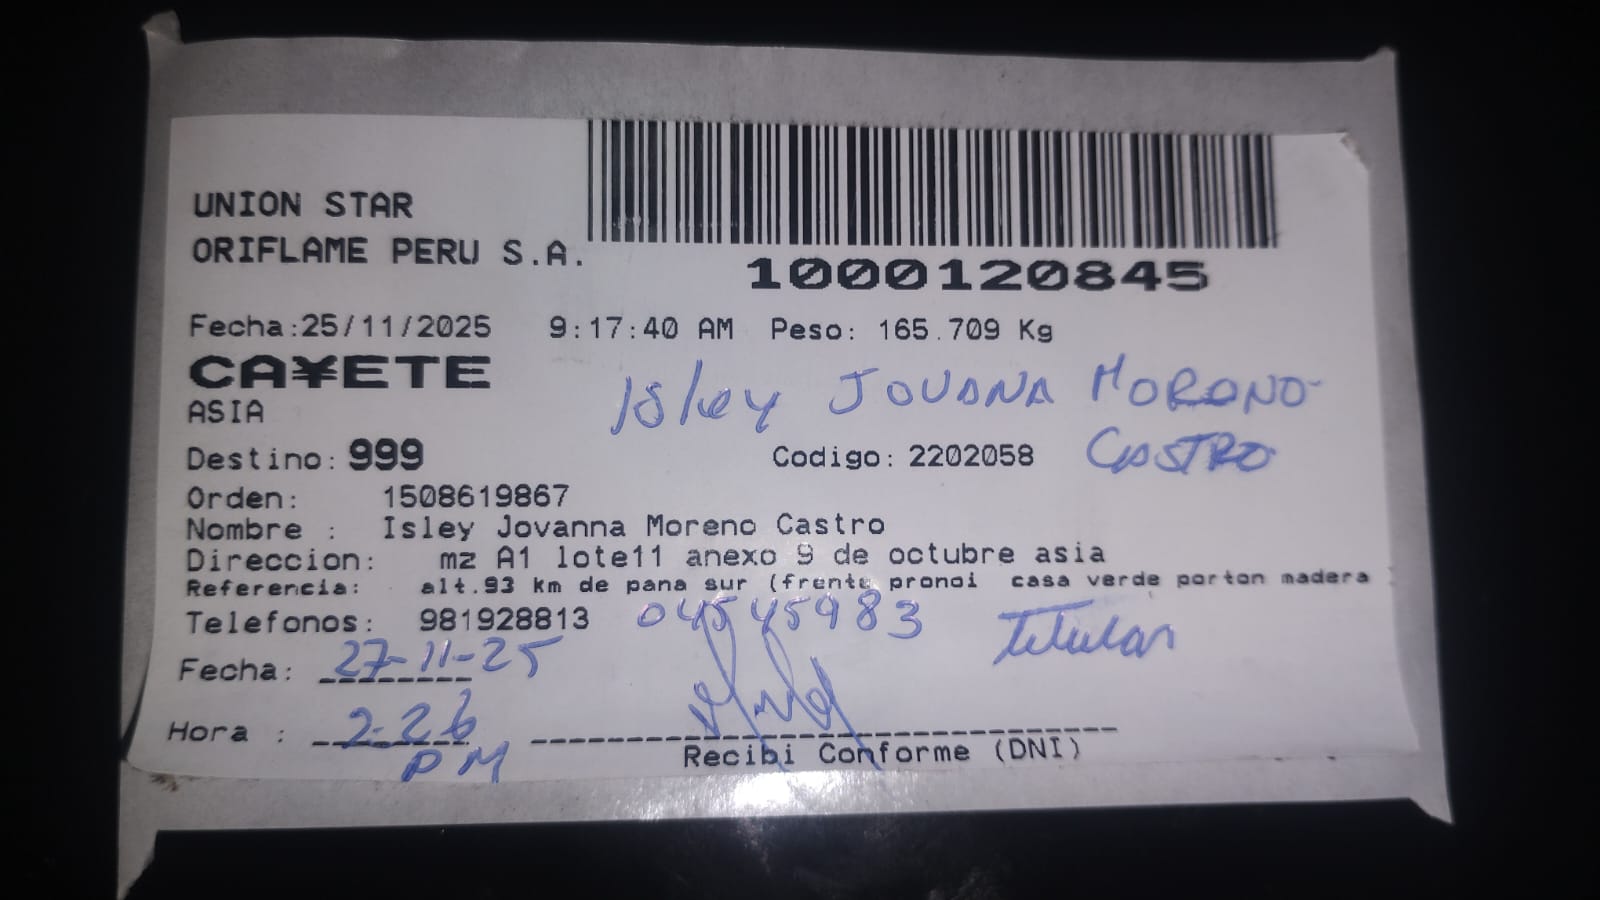 UNION STAR
ORIFLAME PERU S.A.
1000120845
Fecha:25/11/2025 9:17:40 AM Peso: 165.709 Kg
CA¥ETE
Isley JOVANA MORENO
ASIA
CASTRO
Destino: 999 Codigo: 2202058
Orden: 1508619867
Nombre : Isley Jovanna Moreno Castro
Direccion: mz A1 lote11 anexo 9 de octubre asia
Referencia: alt.93 km de pana sur (frente pronoi casa verde porton madera
Telefonos: 981928813 04545983 Titular
Fecha: 27-11-25
Hora : 2-26 PM
Recibi Conforme (DNI)